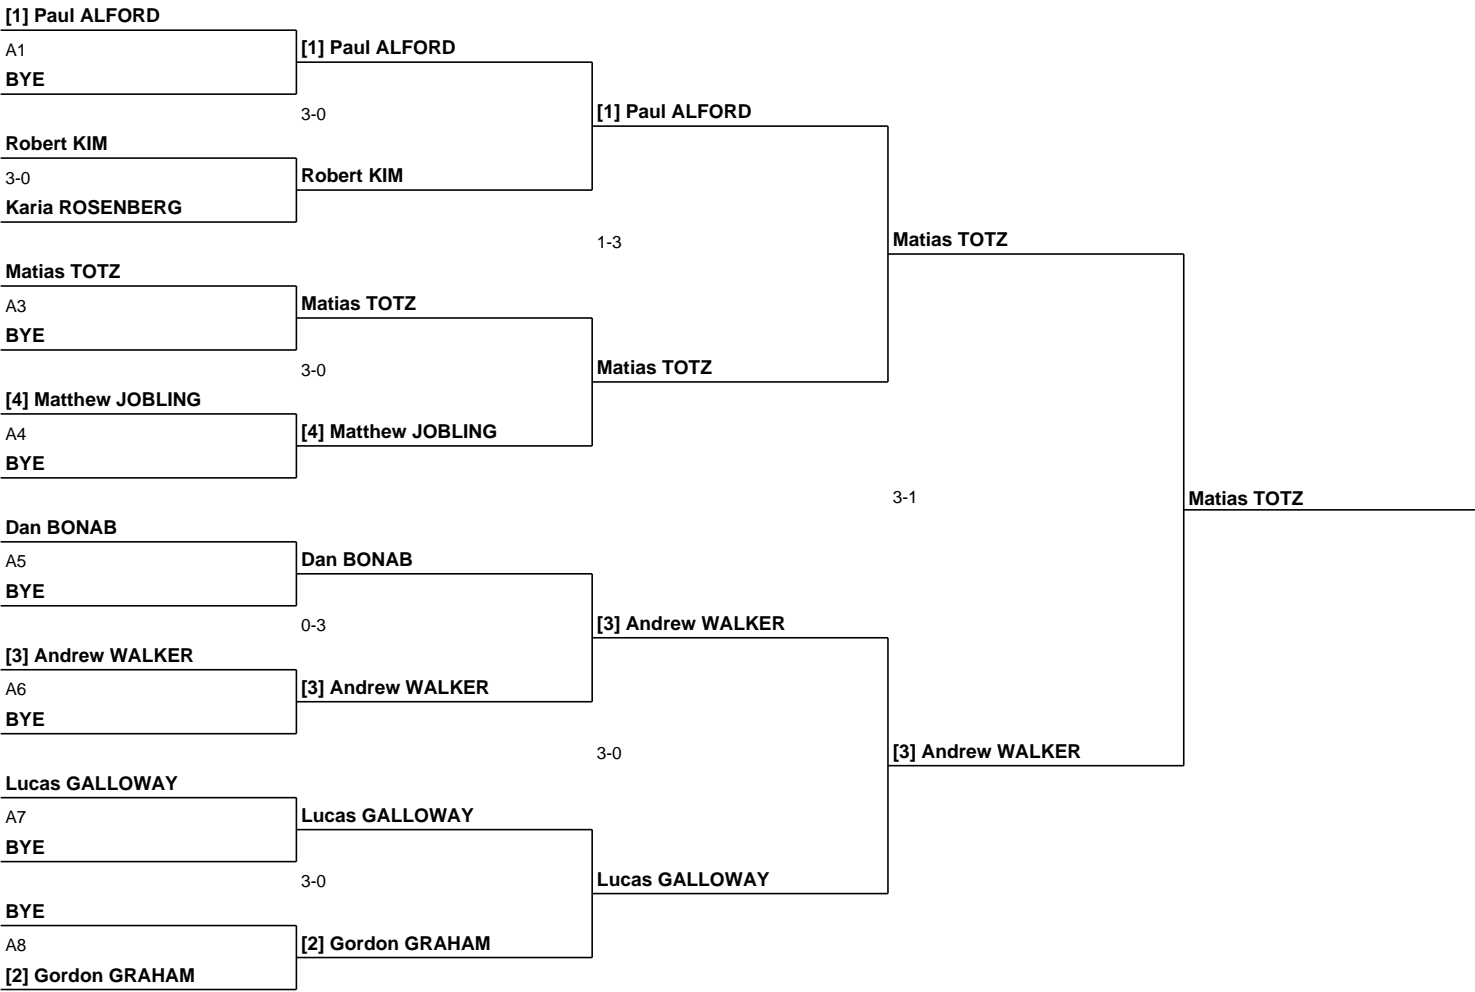 [1] Paul ALFORD
A1
BYE
Robert KIM
3-0
Karia ROSENBERG
Matias TOTZ
A3
BYE
[4] Matthew JOBLING
A4
BYE
Dan BONAB
A5
BYE
[3] Andrew WALKER
A6
BYE
Lucas GALLOWAY
A7
BYE
BYE
A8
[2] Gordon GRAHAM
[1] Paul ALFORD
3-0
Robert KIM
Matias TOTZ
3-0
[4] Matthew JOBLING
Dan BONAB
0-3
[3] Andrew WALKER
Lucas GALLOWAY
3-0
[2] Gordon GRAHAM
[1] Paul ALFORD
1-3
Matias TOTZ
[3] Andrew WALKER
3-0
Lucas GALLOWAY
Matias TOTZ
3-1
[3] Andrew WALKER
Matias TOTZ